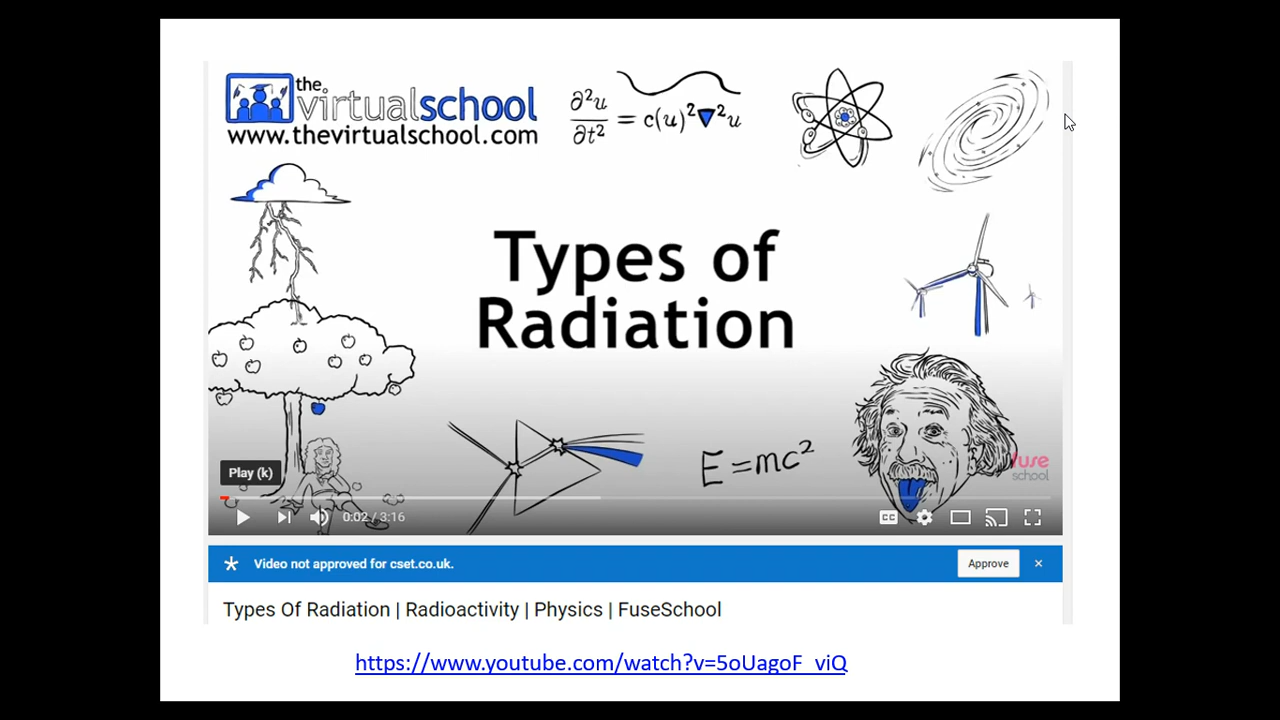 the.
virtualschool
www.thevirtualschool.com
∂²u/∂t² = c(u)²∇²u
Types of
Radiation
E=mc²
fuse
school
Play (k)
0:02 / 3:16
CC
Video not approved for cset.co.uk.
Approve
Types Of Radiation | Radioactivity | Physics | FuseSchool
https://www.youtube.com/watch?v=5oUagoF_viQ